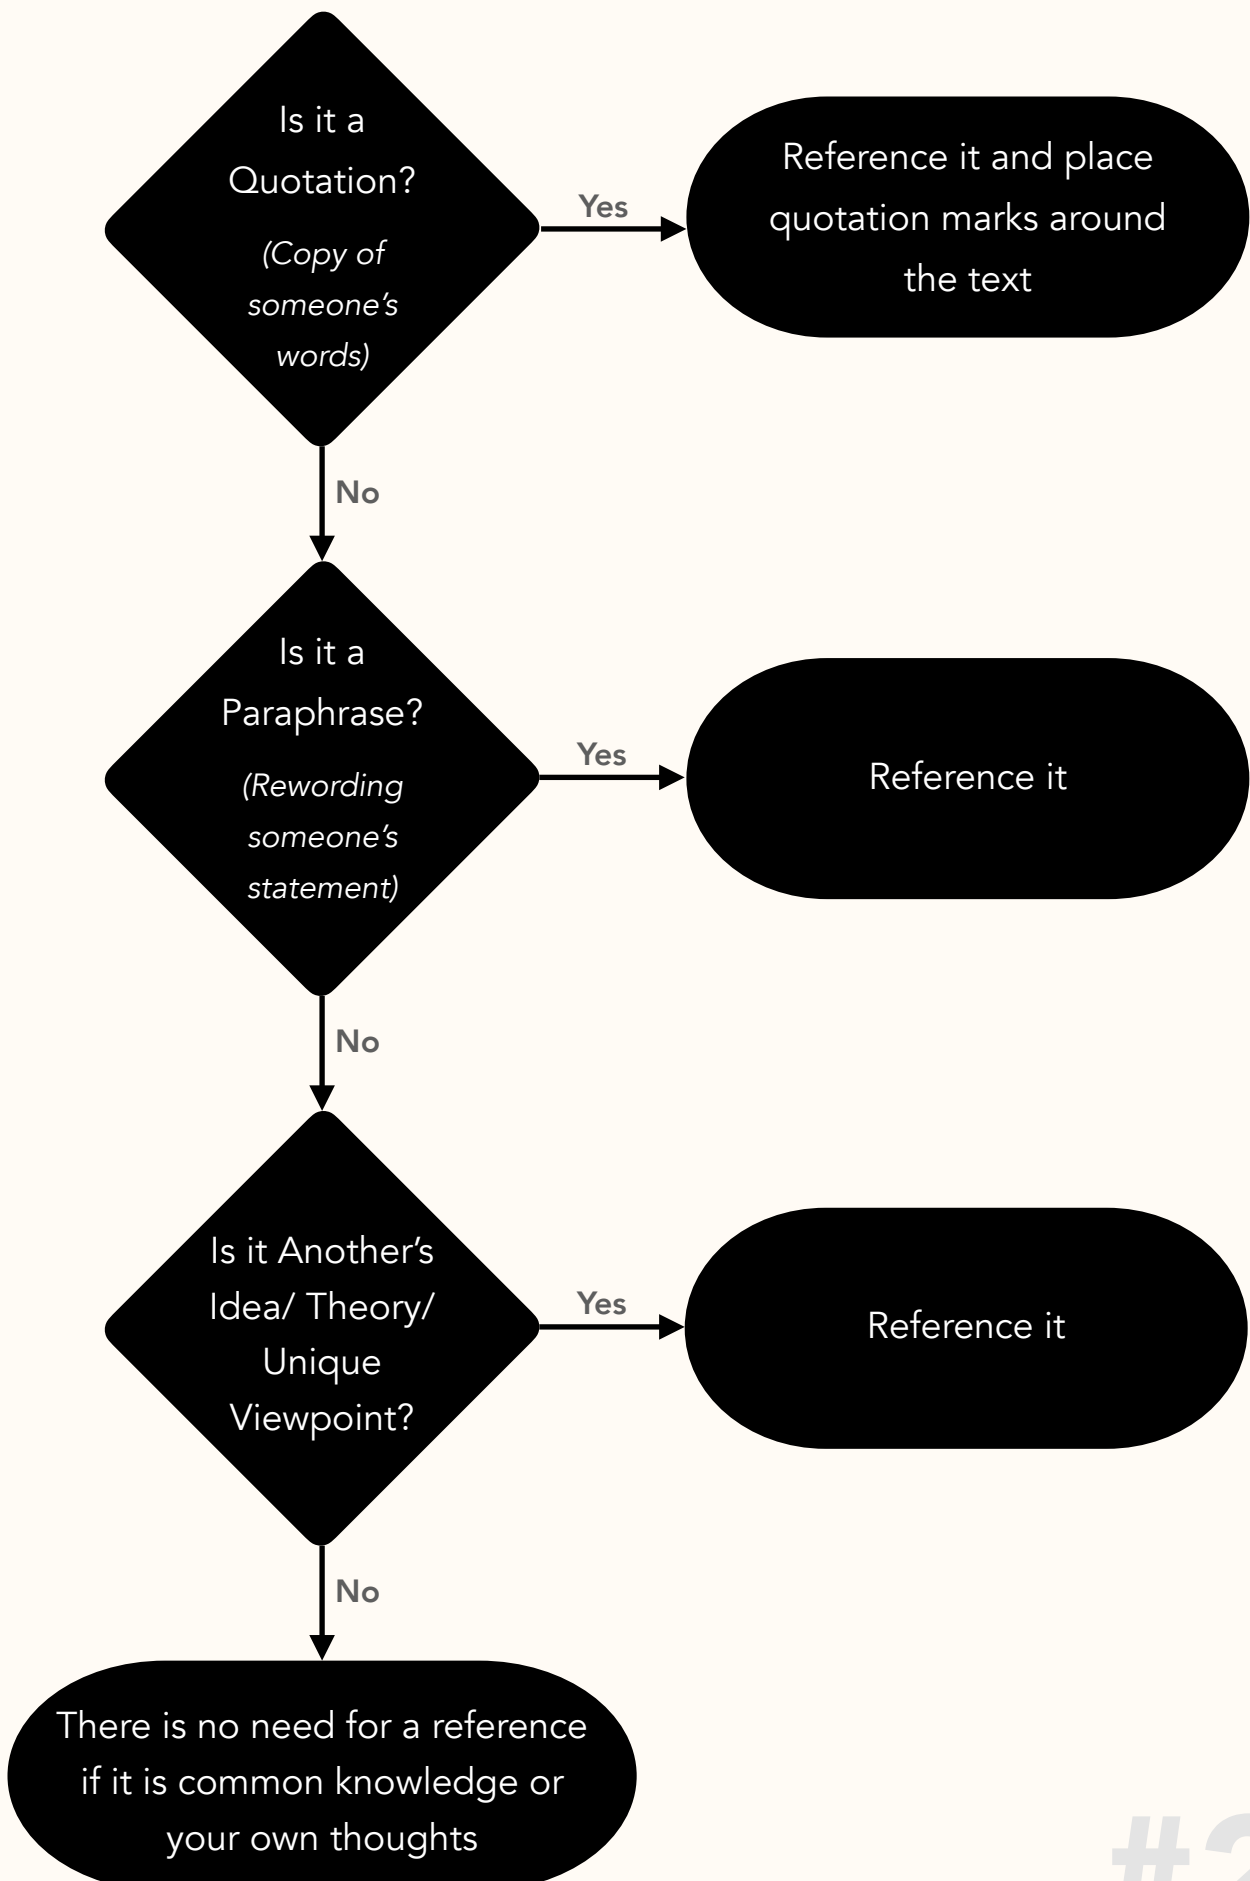 Is it a
Quotation?
(Copy of
someone's
words)
Yes
Reference it and place
quotation marks around
the text
No
Is it a
Paraphrase?
(Rewording
someone's
statement)
Yes
Reference it
No
Is it Another's
Idea/ Theory/
Unique
Viewpoint?
Yes
Reference it
No
There is no need for a reference
if it is common knowledge or
your own thoughts